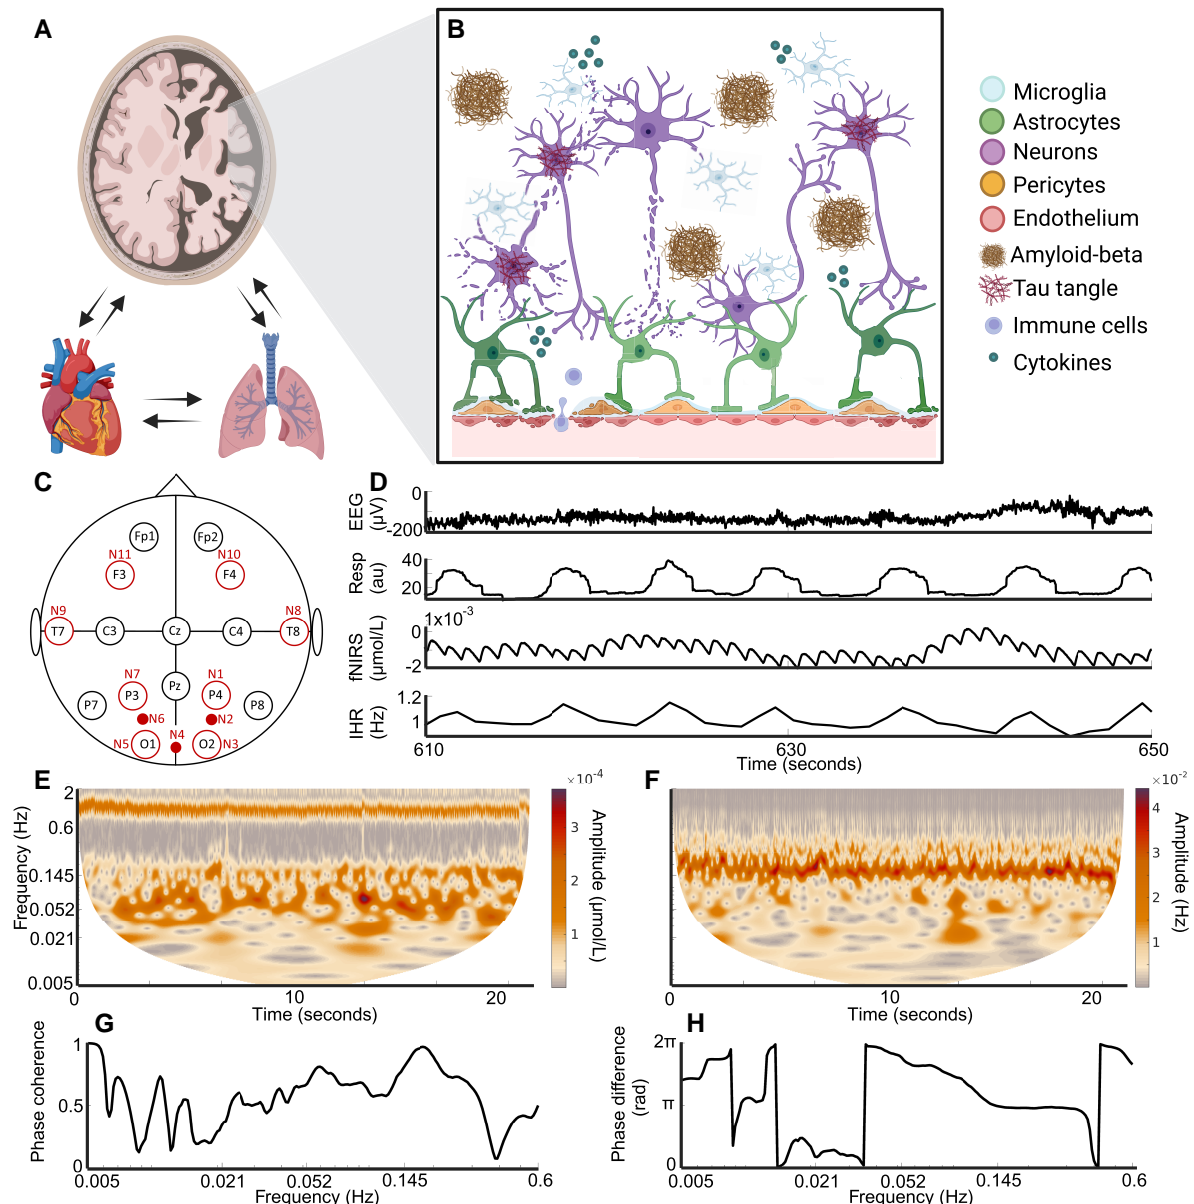 A
B
Microglia
Astrocytes
Neurons
Pericytes
Endothelium
Amyloid-beta
Tau tangle
Immune cells
Cytokines
C
Fp1
Fp2
N11
N10
F3
F4
N9
N8
T7
C3
Cz
C4
T8
N7
N1
Pz
P3
P4
P7
P8
N6
N2
N4
N5
O1
O2
N3
D
EEG
(µV)
0
-200
Resp
(au)
40
20
1x10⁻³
fNIRS
(µmol/L)
0
-2
IHR
(Hz)
1.2
1
610
630
650
Time (seconds)
E
Frequency (Hz)
2
0.6
0.145
0.052
0.021
0.005
0
10
20
Time (seconds)
×10⁻⁴
3
2
1
Amplitude (µmol/L)
F
0
10
20
Time (seconds)
×10⁻²
4
3
2
1
Amplitude (Hz)
G
Phase coherence
1
0.5
0
0.005
0.021
0.052
0.145
0.6
Frequency (Hz)
H
Phase difference
(rad)
2π
π
0
0.005
0.021
0.052
0.145
0.6
Frequency (Hz)